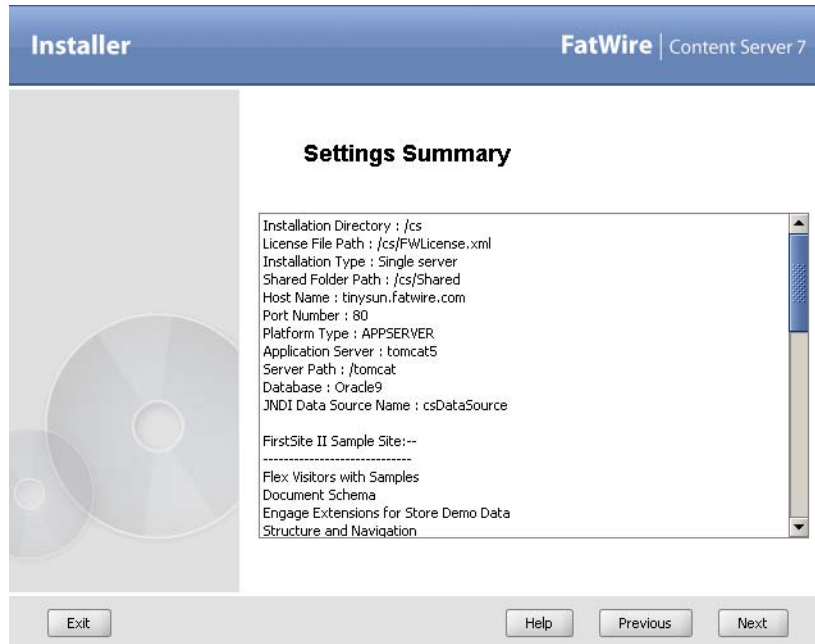 Installer
FatWire | Content Server 7
Settings Summary
Installation Directory : /cs
License File Path : /cs/FWLicense.xml
Installation Type : Single server
Shared Folder Path : /cs/Shared
Host Name : tinysun.fatwire.com
Port Number : 80
Platform Type : APPSERVER
Application Server : tomcat5
Server Path : /tomcat
Database : Oracle9
JNDI Data Source Name : csDataSource
FirstSite II Sample Site:--
----------------------------
Flex Visitors with Samples
Document Schema
Engage Extensions for Store Demo Data
Structure and Navigation
Exit
Help
Previous
Next